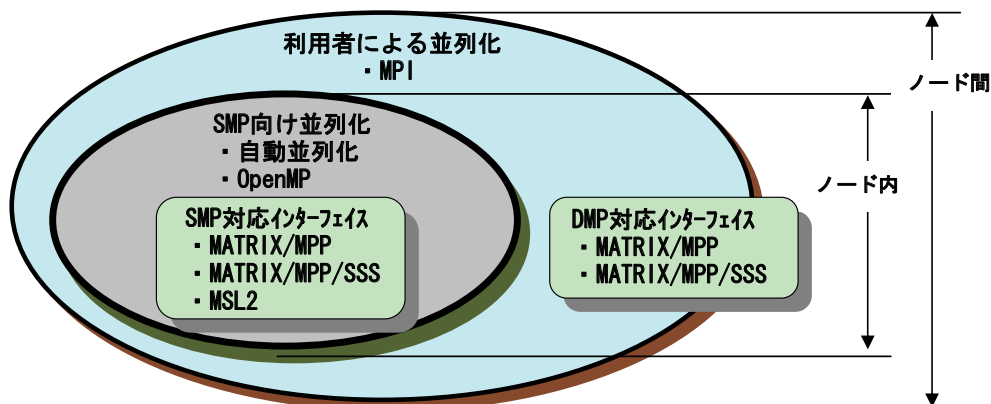 利用者による並列化
・MPI
ノード間
SMP向け並列化
・自動並列化
・OpenMP
ノード内
SMP対応ｲﾝﾀｰﾌｪｲｽ
・MATRIX/MPP
・MATRIX/MPP/SSS
・MSL2
DMP対応ｲﾝﾀｰﾌｪｲｽ
・MATRIX/MPP
・MATRIX/MPP/SSS